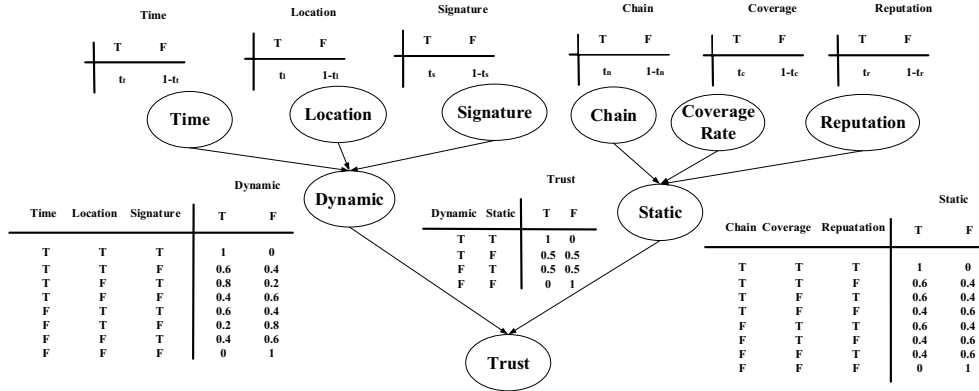 Time Location Signature Chain Coverage Reputation
T F T F T F T F T F T F
tt 1-tt tl 1-tl ts 1-ts tn 1-tn tc 1-tc tr 1-tr
Time Location Signature Chain Coverage Rate Reputation
Dynamic
Static
Dynamic
Time Location Signature T F
T T T 1 0
T T F 0.6 0.4
T F T 0.8 0.2
T F F 0.4 0.6
F T T 0.6 0.4
F T F 0.2 0.8
F F T 0.4 0.6
F F F 0 1
Trust
Dynamic Static T F
T T 1 0
T F 0.5 0.5
F T 0.5 0.5
F F 0 1
Static
Chain Coverage Repuatation T F
T T T 1 0
T T F 0.6 0.4
T F T 0.6 0.4
T F F 0.4 0.6
F T T 0.6 0.4
F T F 0.4 0.6
F F T 0.4 0.6
F F F 0 1
Trust